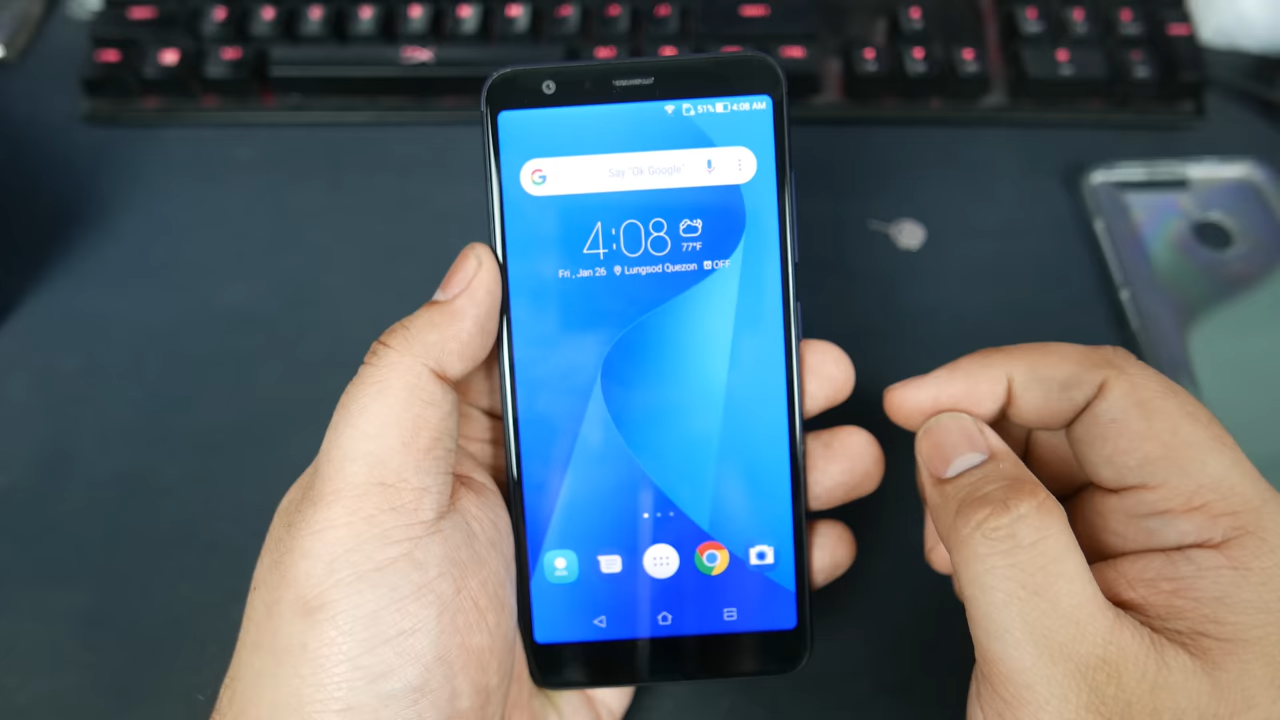 51% 4:08 AM
G Say "Ok Google"
4:08
77°F
Fri , Jan 26 Lungsod Quezon OFF